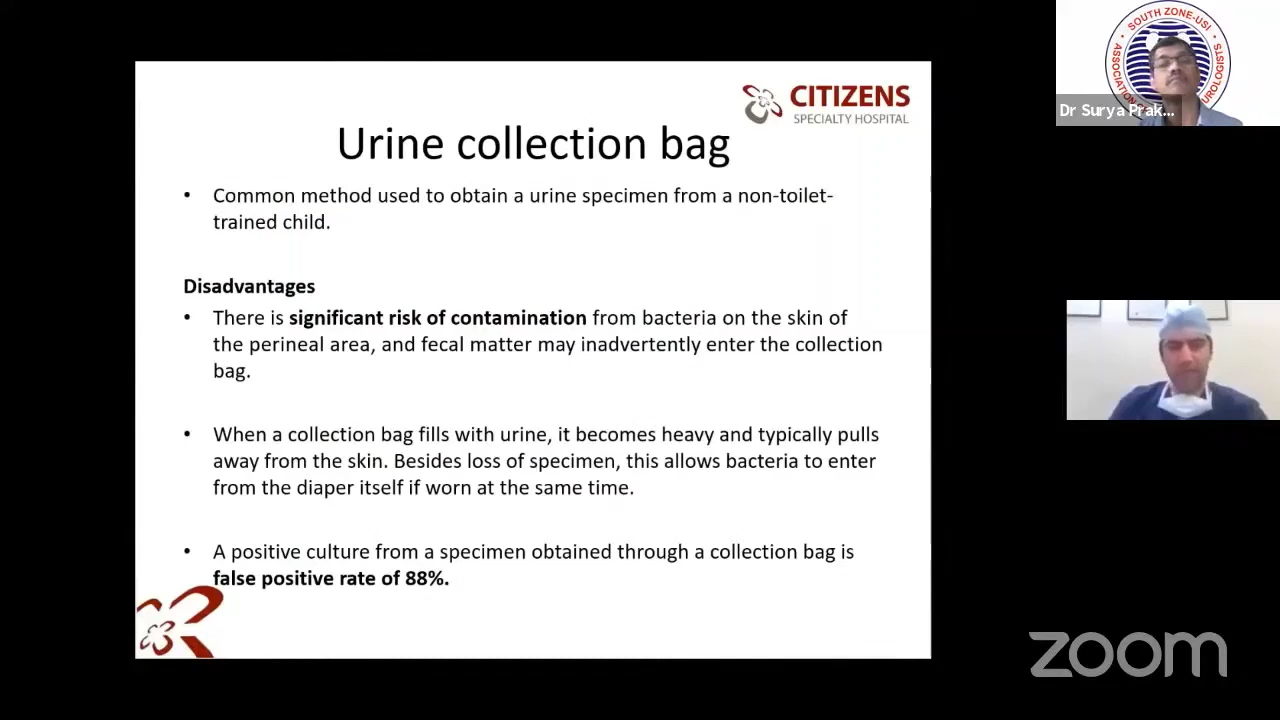 SOUTH ZONE-USI
ASSOCIATION
UROLOGISTS
Dr Surya Prak...
CITIZENS
SPECIALTY HOSPITAL
Urine collection bag
• Common method used to obtain a urine specimen from a non-toilet-
trained child.
Disadvantages
• There is significant risk of contamination from bacteria on the skin of
the perineal area, and fecal matter may inadvertently enter the collection
bag.
• When a collection bag fills with urine, it becomes heavy and typically pulls
away from the skin. Besides loss of specimen, this allows bacteria to enter
from the diaper itself if worn at the same time.
• A positive culture from a specimen obtained through a collection bag is
false positive rate of 88%.
zoom